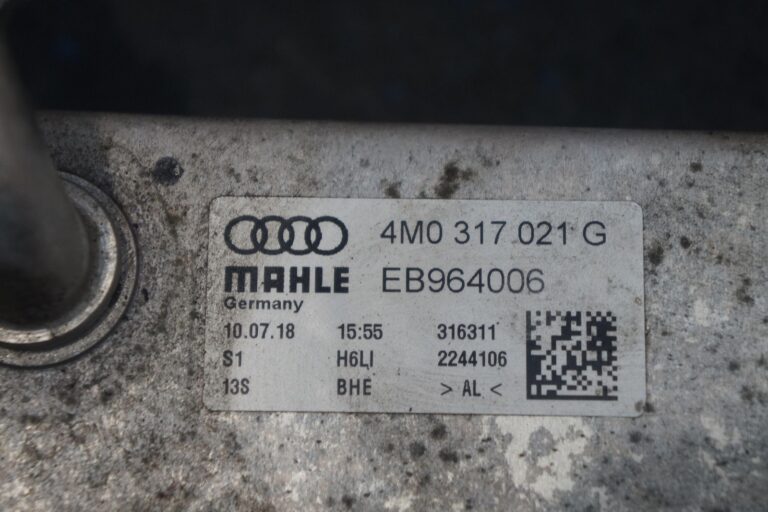 4M0 317 021 G
MAHLE EB964006
Germany
10.07.18 15:55 316311
S1 H6LI 2244106
13S BHE > AL <